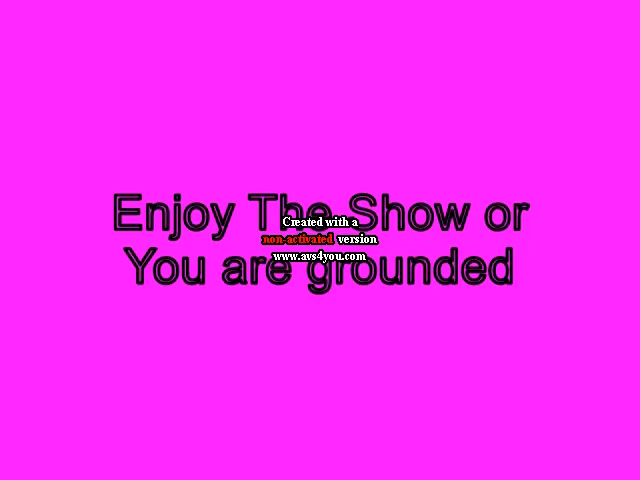 Enjoy The Show or
You are grounded
Created with a
non-activated version
www.avs4you.com